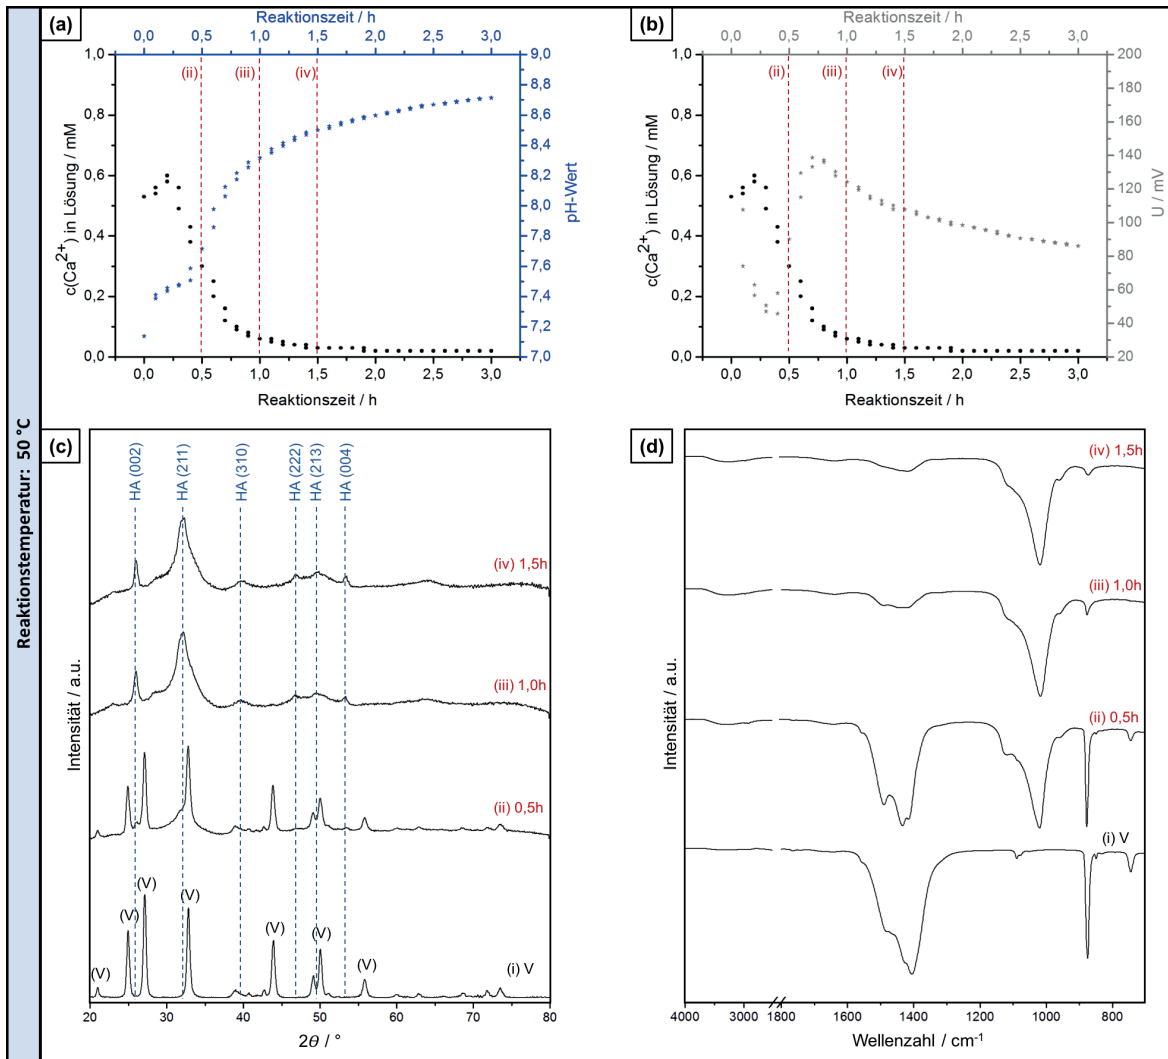 Reaktionstemperatur: 50 °C
(a)
Reaktionszeit / h
0,0 0,5 1,0 1,5 2,0 2,5 3,0
1,0
0,8
0,6
0,4
0,2
0,0
c(Ca2+) in Lösung / mM
(ii)
(iii)
(iv)
9,0
8,8
8,6
8,4
8,2
8,0
7,8
7,6
7,4
7,2
7,0
pH-Wert
0,0 0,5 1,0 1,5 2,0 2,5 3,0
Reaktionszeit / h
(b)
Reaktionszeit / h
0,0 0,5 1,0 1,5 2,0 2,5 3,0
1,0
0,8
0,6
0,4
0,2
0,0
c(Ca2+) in Lösung / mM
(ii)
(iii)
(iv)
200
180
160
140
120
100
80
60
40
20
U / mV
0,0 0,5 1,0 1,5 2,0 2,5 3,0
Reaktionszeit / h
(c)
HA (002)
HA (211)
HA (310)
HA (222)
HA (213)
HA (004)
(iv) 1,5h
(iii) 1,0h
(ii) 0,5h
(i) V
(V)
(V)
(V)
(V)
(V)
(V)
(V)
Intensität / a.u.
20 30 40 50 60 70 80
2θ / °
(d)
(iv) 1,5h
(iii) 1,0h
(ii) 0,5h
(i) V
Intensität / a.u.
4000 3000 1800 1600 1400 1200 1000 800
Wellenzahl / cm-1